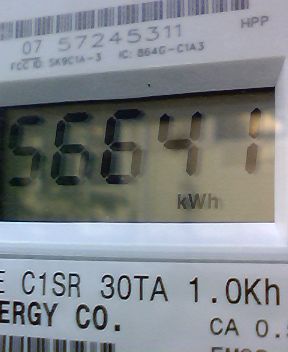 HPP
07 57245311
FCC ID: SK9C1A-3 IC: 864G-C1A3
56641
kWh
C1SR 30TA 1.0Kh
ERGY CO.
CA 0.